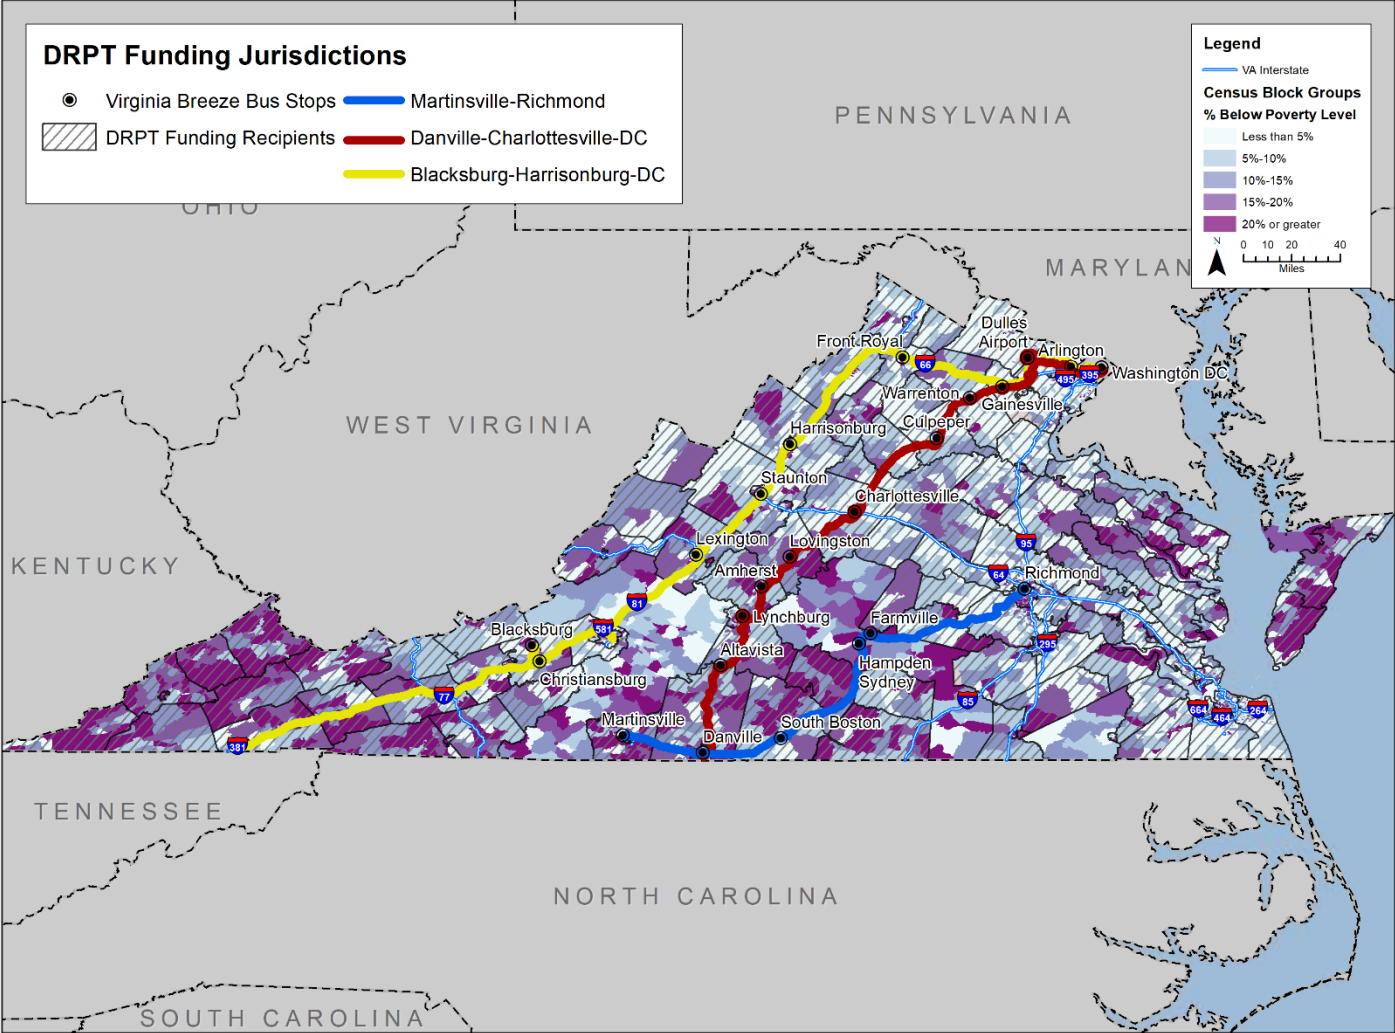 DRPT Funding Jurisdictions
Virginia Breeze Bus Stops
Martinsville-Richmond
DRPT Funding Recipients
Danville-Charlottesville-DC
Blacksburg-Harrisonburg-DC
Legend
VA Interstate
Census Block Groups
% Below Poverty Level
Less than 5%
5%-10%
10%-15%
15%-20%
20% or greater
N
0 10 20 40
Miles
PENNSYLVANIA
OHIO
MARYLAN
WEST VIRGINIA
KENTUCKY
TENNESSEE
NORTH CAROLINA
SOUTH CAROLINA
Dulles
Airport
Arlington
Front Royal
66
495
395
Washington DC
Warrenton
Gainesville
Culpeper
Harrisonburg
Staunton
Charlottesville
Lexington
Lovingston
95
Amherst
64
Richmond
81
Lynchburg
Farmville
581
Blacksburg
295
Altavista
Hampden
Sydney
Christiansburg
77
85
Martinsville
South Boston
664
464
264
Danville
381